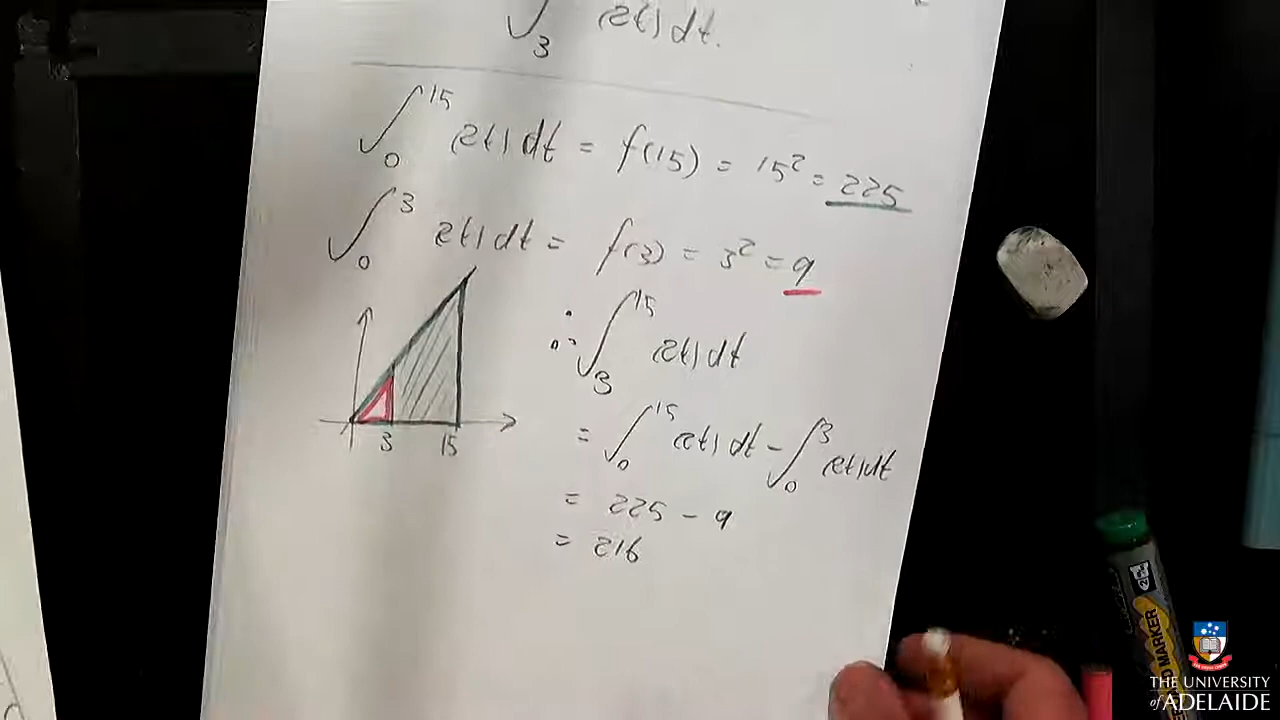 ∫₃ (2t) dt.
∫₀¹⁵ (2t) dt = f(15) = 15² = 225
∫₀³ 2t) dt = f(3) = 3² = 9
∴ ∫₃¹⁵ (2t) dt
= ∫₀¹⁵ (2t) dt - ∫₀³ (2t) dt
= 225 - 9
= 216
3 15
MARKER
THE UNIVERSITY
of ADELAIDE